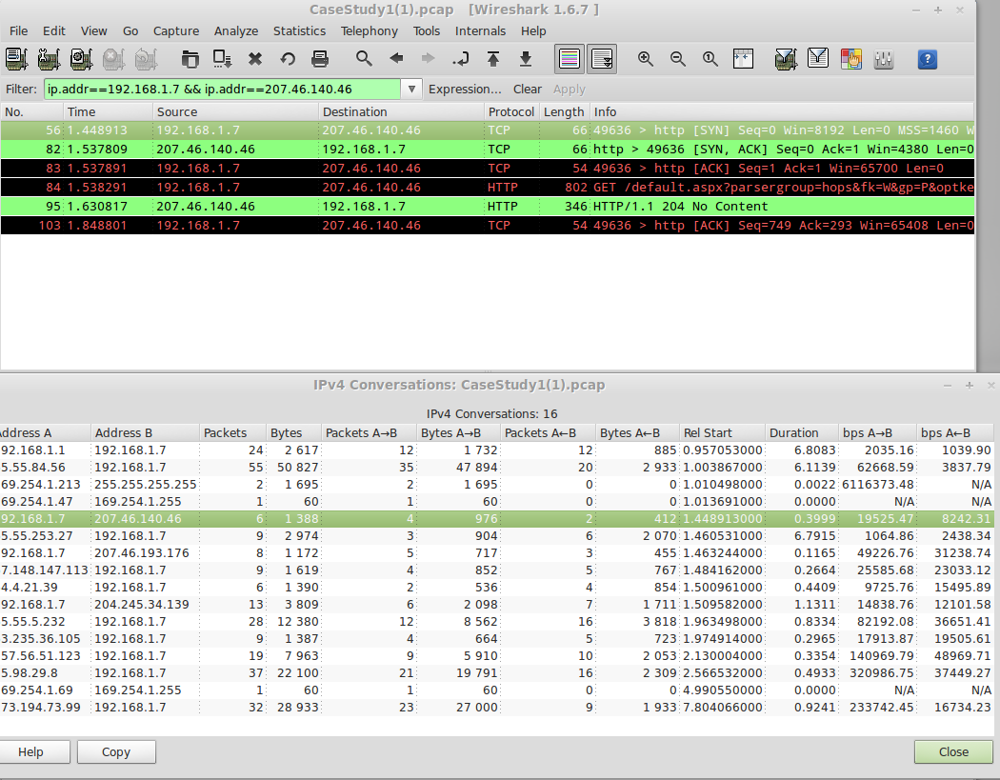 CaseStudy1(1).pcap [Wireshark 1.6.7 ]
File Edit View Go Capture Analyze Statistics Telephony Tools Internals Help
Filter: ip.addr==192.168.1.7 && ip.addr==207.46.140.46 Expression... Clear Apply
No. Time Source Destination Protocol Length Info
56 1.448913 192.168.1.7 207.46.140.46 TCP 66 49636 > http [SYN] Seq=0 Win=8192 Len=0 MSS=1460 W
82 1.537809 207.46.140.46 192.168.1.7 TCP 66 http > 49636 [SYN, ACK] Seq=0 Ack=1 Win=4380 Len=0
83 1.537891 192.168.1.7 207.46.140.46 TCP 54 49636 > http [ACK] Seq=1 Ack=1 Win=65700 Len=0
84 1.538291 192.168.1.7 207.46.140.46 HTTP 802 GET /default.aspx?parsergroup=hops&fk=W&gp=P&optke
95 1.630817 207.46.140.46 192.168.1.7 HTTP 346 HTTP/1.1 204 No Content
103 1.848801 192.168.1.7 207.46.140.46 TCP 54 49636 > http [ACK] Seq=749 Ack=293 Win=65408 Len=0
IPv4 Conversations: CaseStudy1(1).pcap
IPv4 Conversations: 16
Address A Address B Packets Bytes Packets A→B Bytes A→B Packets A←B Bytes A←B Rel Start Duration bps A→B bps A←B
92.168.1.1 192.168.1.7 24 2 617 12 1 732 12 885 0.957053000 6.8083 2035.16 1039.90
5.55.84.56 192.168.1.7 55 50 827 35 47 894 20 2 933 1.003867000 6.1139 62668.59 3837.79
69.254.1.213 255.255.255.255 2 1 695 2 1 695 0 0 1.010498000 0.0022 6116373.48 N/A
69.254.1.47 169.254.1.255 1 60 1 60 0 0 1.013691000 0.0000 N/A N/A
92.168.1.7 207.46.140.46 6 1 388 4 976 2 412 1.448913000 0.3999 19525.47 8242.31
5.55.253.27 192.168.1.7 9 2 974 3 904 6 2 070 1.460531000 6.7915 1064.86 2438.34
92.168.1.7 207.46.193.176 8 1 172 5 717 3 455 1.463244000 0.1165 49226.76 31238.74
7.148.147.113 192.168.1.7 9 1 619 4 852 5 767 1.484162000 0.2664 25585.68 23033.12
4.4.21.39 192.168.1.7 6 1 390 2 536 4 854 1.500961000 0.4409 9725.76 15495.89
92.168.1.7 204.245.34.139 13 3 809 6 2 098 7 1 711 1.509582000 1.1311 14838.76 12101.58
5.55.5.232 192.168.1.7 28 12 380 12 8 562 16 3 818 1.963498000 0.8334 82192.08 36651.41
3.235.36.105 192.168.1.7 9 1 387 4 664 5 723 1.974914000 0.2965 17913.87 19505.61
57.56.51.123 192.168.1.7 19 7 963 9 5 910 10 2 053 2.130004000 0.3354 140969.79 48969.71
5.98.29.8 192.168.1.7 37 22 100 21 19 791 16 2 309 2.566532000 0.4933 320986.75 37449.27
69.254.1.69 169.254.1.255 1 60 1 60 0 0 4.990550000 0.0000 N/A N/A
73.194.73.99 192.168.1.7 32 28 933 23 27 000 9 1 933 7.804066000 0.9241 233742.45 16734.23
Help Copy Close